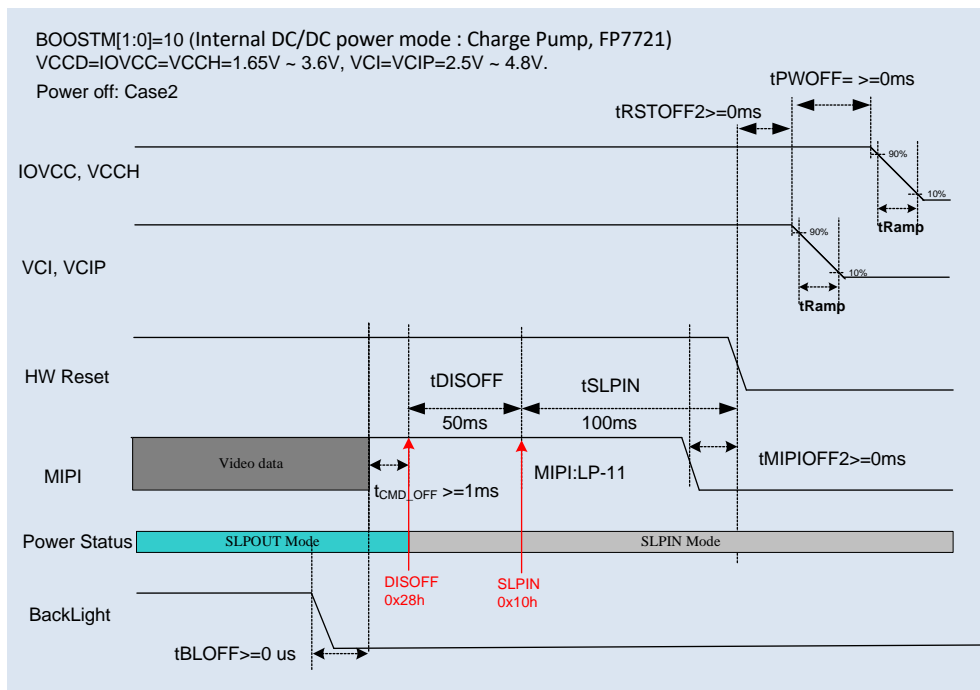 BOOSTM[1:0]=10 (Internal DC/DC power mode : Charge Pump, FP7721)
VCCD=IOVCC=VCCH=1.65V ~ 3.6V, VCI=VCIP=2.5V ~ 4.8V.
Power off: Case2
tPWOFF= >=0ms
tRSTOFF2>=0ms
IOVCC, VCCH
90%
10%
tRamp
VCI, VCIP
90%
10%
tRamp
HW Reset
tDISOFF
tSLPIN
50ms
100ms
MIPI
Video data
tCMD_OFF >=1ms
MIPI:LP-11
tMIPIOFF2>=0ms
Power Status
SLPOUT Mode
SLPIN Mode
DISOFF
0x28h
SLPIN
0x10h
BackLight
tBLOFF>=0 us